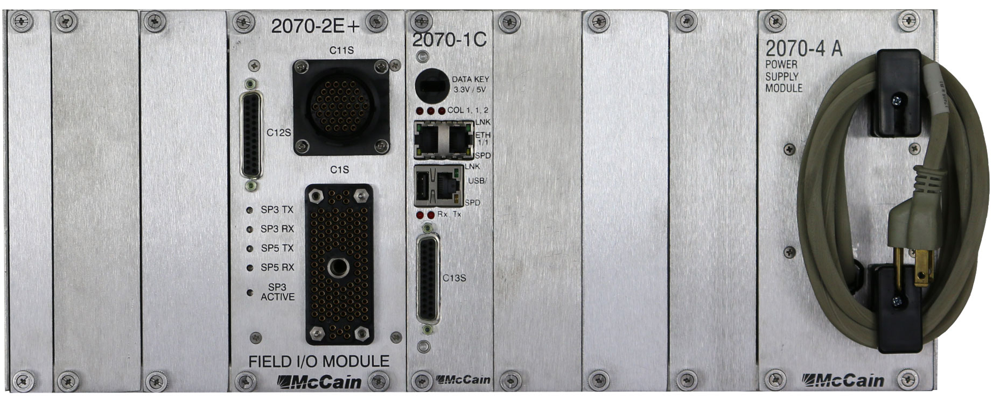 2070-2E+
C11S
C12S
C1S
SP3 TX
SP3 RX
SP5 TX
SP5 RX
SP3
ACTIVE
FIELD I/O MODULE
McCain
2070-1C
DATA KEY
3.3V / 5V
COL 1, 1, 2
LNK
ETH
1/1
SPD
LNK
USB/
SPD
Rx, Tx
C13S
McCain
2070-4 A
POWER
SUPPLY
MODULE
McCain